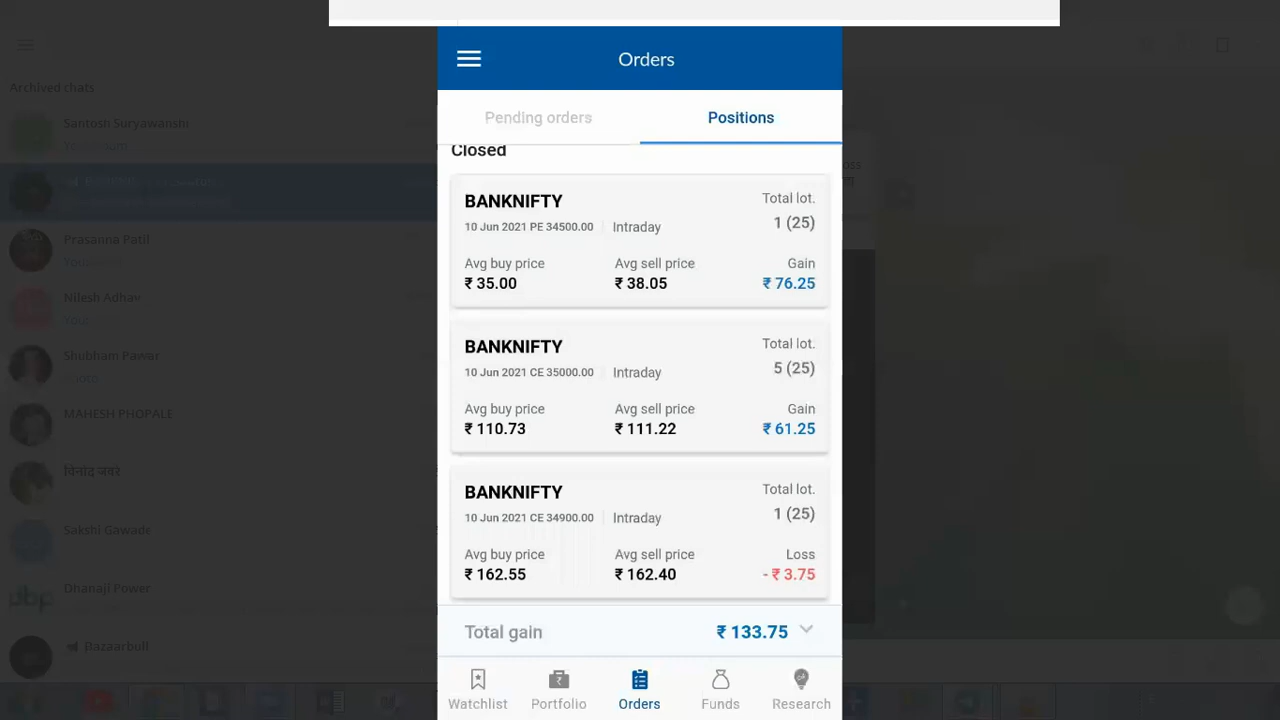 Orders
Pending orders
Positions
Closed
BANKNIFTY
Total lot.
10 Jun 2021 PE 34500.00
Intraday
1 (25)
Avg buy price
Avg sell price
Gain
₹ 35.00
₹ 38.05
₹ 76.25
BANKNIFTY
Total lot.
10 Jun 2021 CE 35000.00
Intraday
5 (25)
Avg buy price
Avg sell price
Gain
₹ 110.73
₹ 111.22
₹ 61.25
BANKNIFTY
Total lot.
10 Jun 2021 CE 34900.00
Intraday
1 (25)
Avg buy price
Avg sell price
Loss
₹ 162.55
₹ 162.40
- ₹ 3.75
Total gain
₹ 133.75
Watchlist
Portfolio
Orders
Funds
Research
Archived chats
Santosh Suryawanshi
Prasanna Patil
Nilesh Adhav
Shubham Pawar
MAHESH PHOPALE
Sakshi Gawade
Dhanaji Power
Bazaarbull